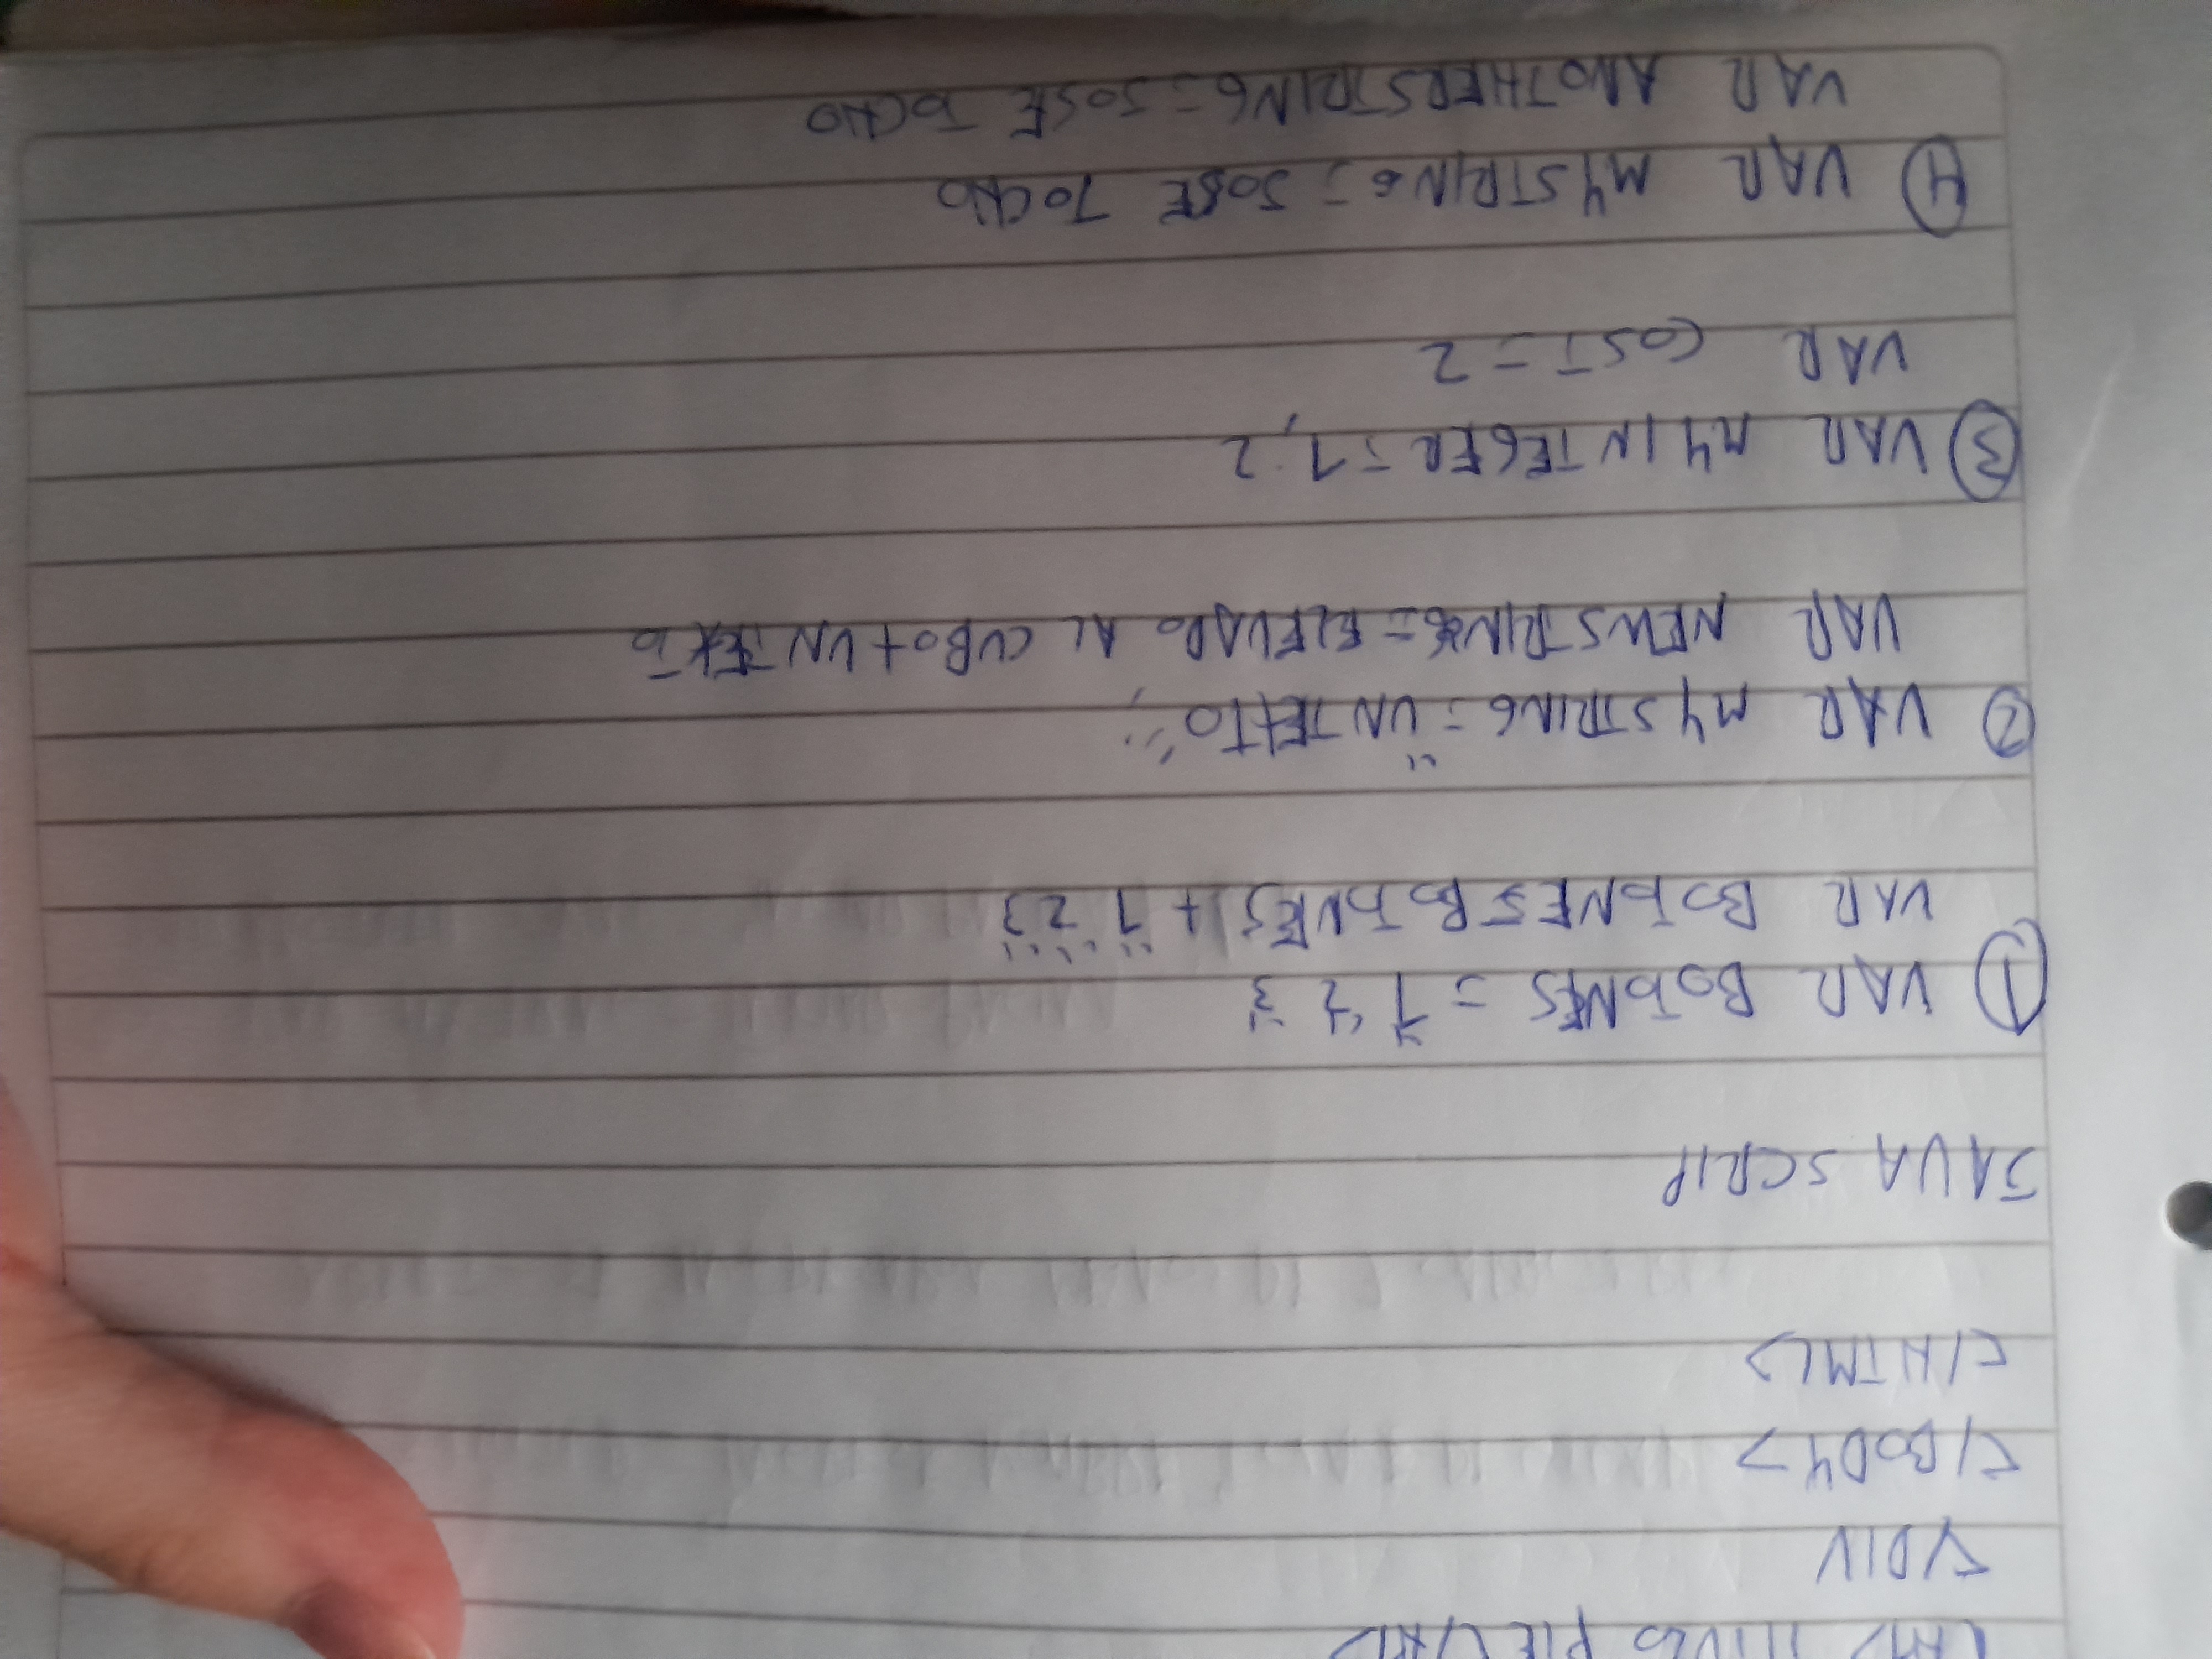 </DIV
</BODY>
</HTML>
JAVA SCRIP
① VAR BOTONES = "1" "2" "3"
VAR BOTONES=BOTONES + "1" "2" "3"
② VAR MYSTRING="UN TEXTO";
VAR NEWSTRING=ELEVADO AL CUBO+UN TEXTO
③ VAR MYINTEGER=1,2
VAR COST=2
④ VAR MYSTRING=JOSE TOCHO
VAR ANOTHERSTRING=JOSE TOCHO